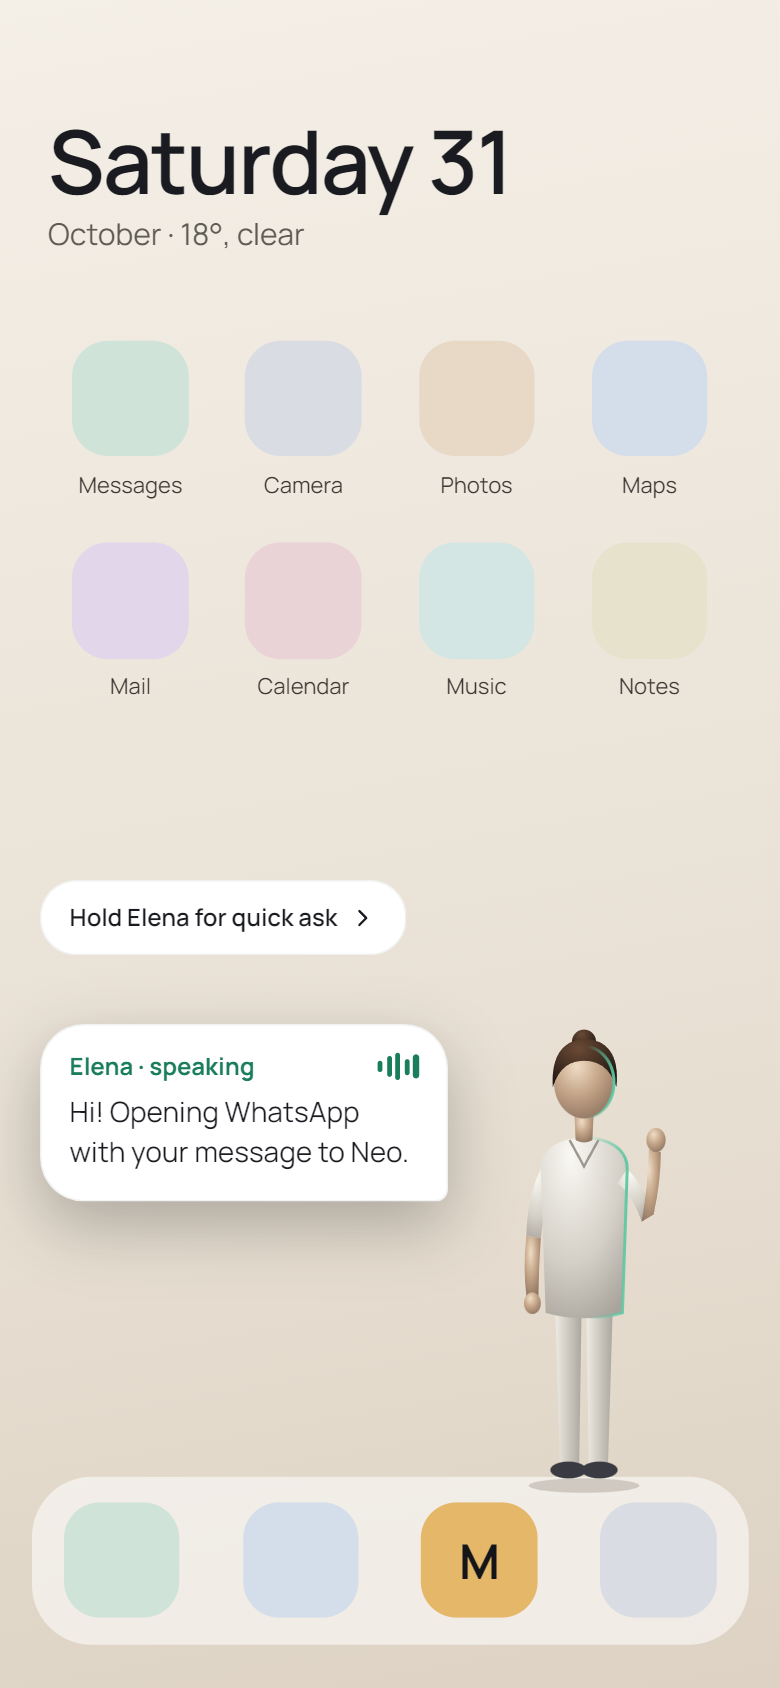 Saturday 31
October · 18°, clear
Messages
Camera
Photos
Maps
Mail
Calendar
Music
Notes
Hold Elena for quick ask
Elena · speaking
Hi! Opening WhatsApp
with your message to Neo.
M